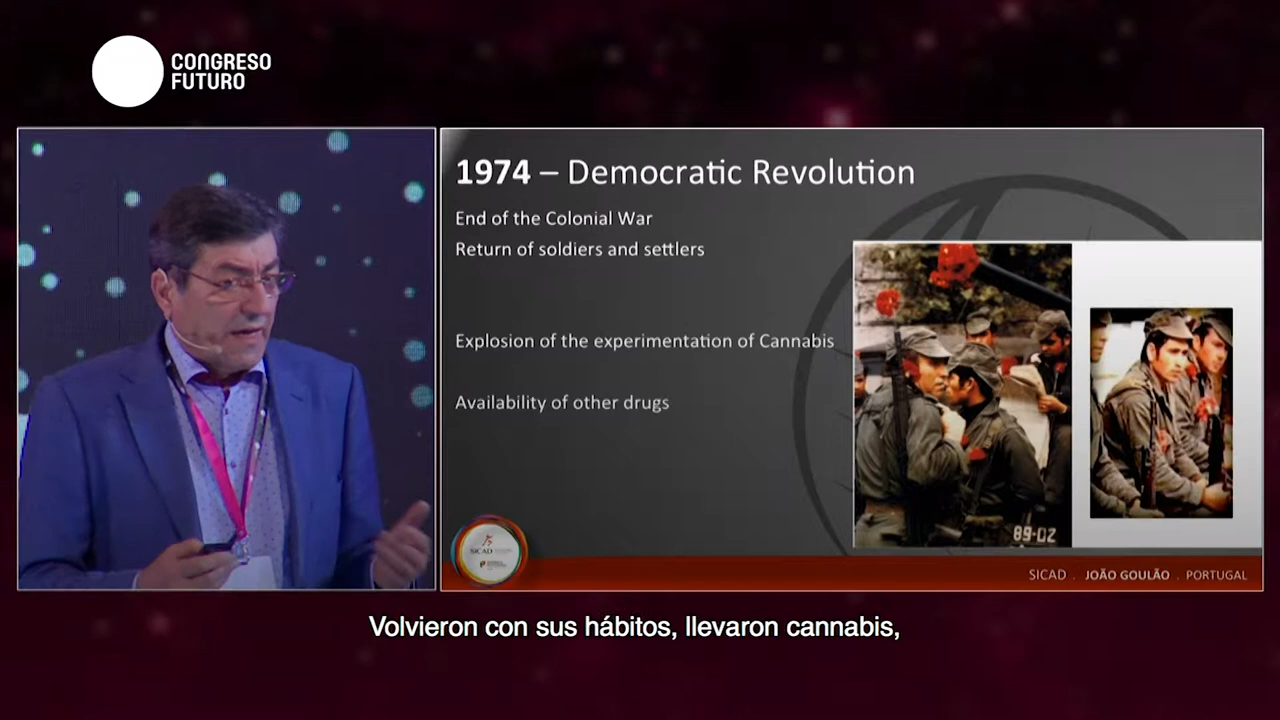 CONGRESO
FUTURO
1974 – Democratic Revolution
End of the Colonial War
Return of soldiers and settlers
Explosion of the experimentation of Cannabis
Availability of other drugs
89-02
SICAD
SICAD . JOÃO GOULÃO . PORTUGAL
Volvieron con sus hábitos, llevaron cannabis,